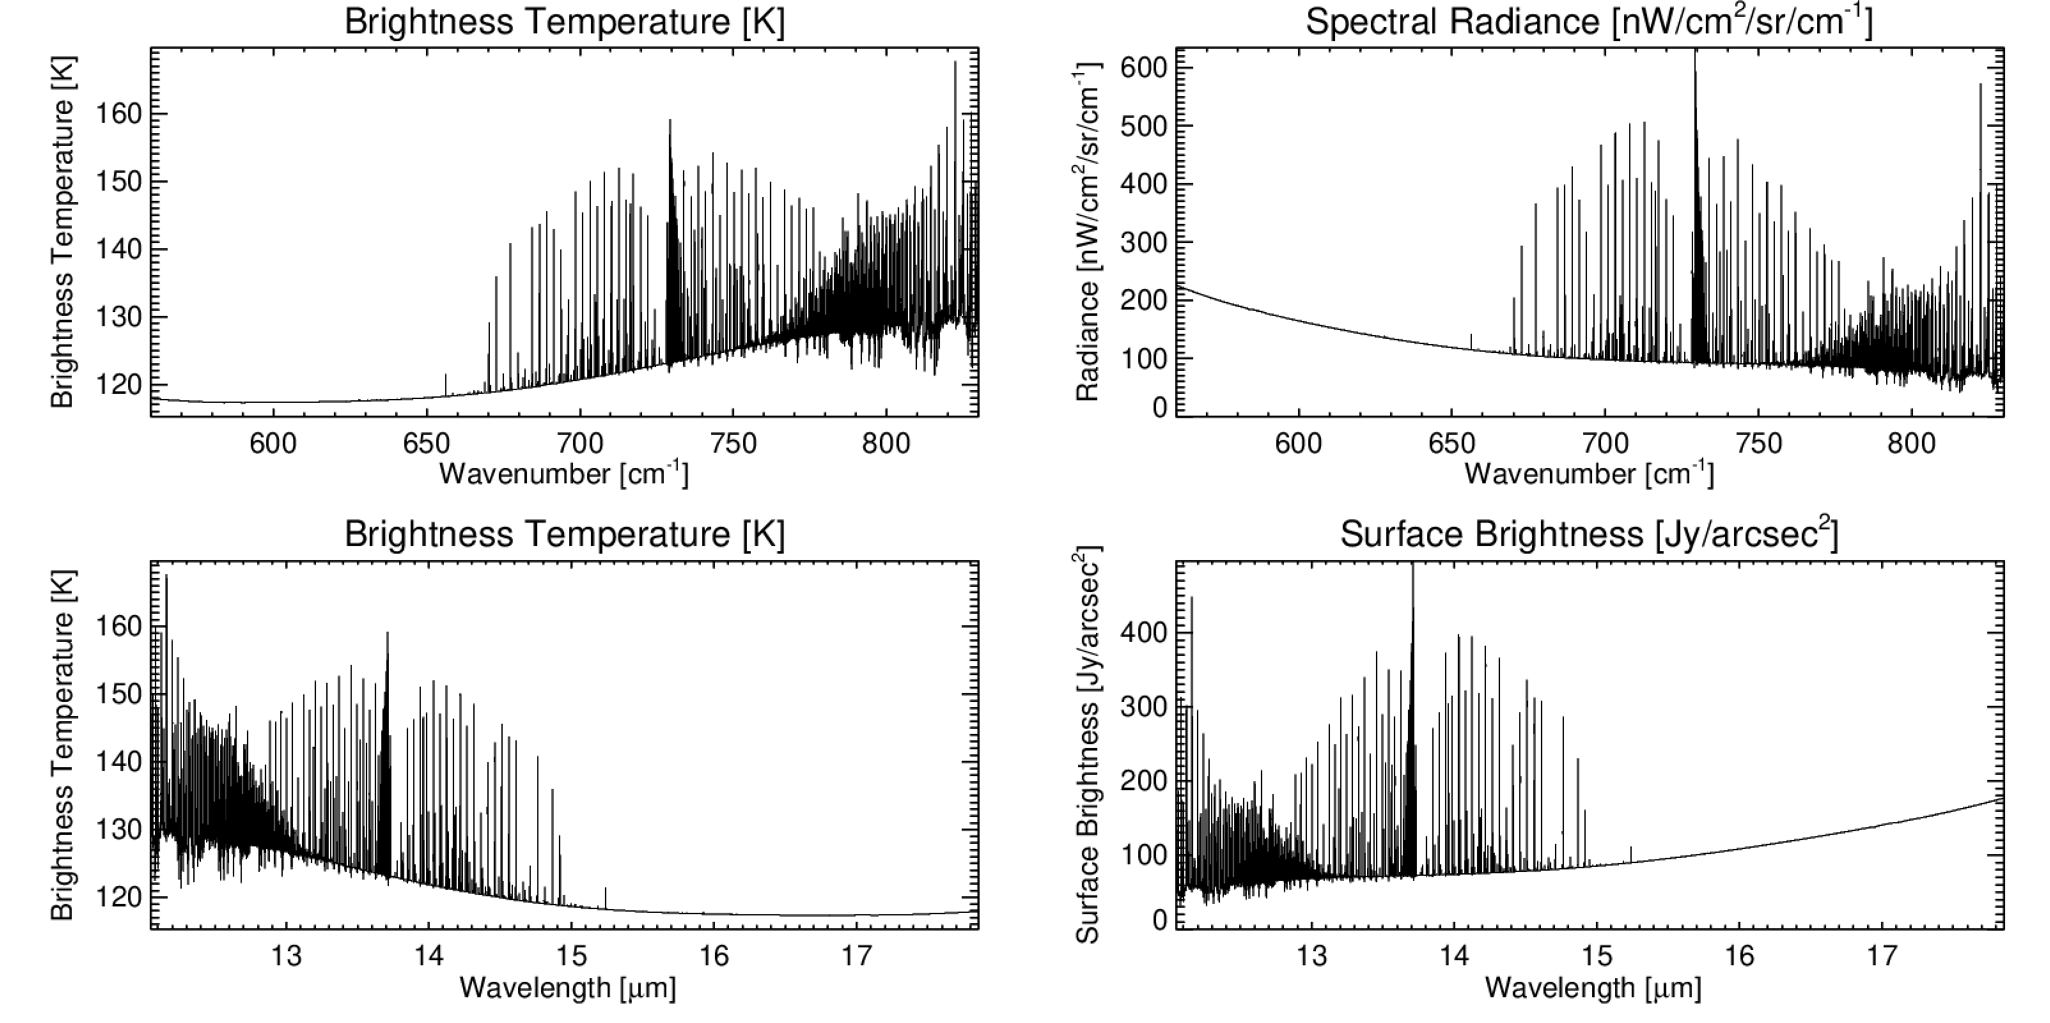 Brightness Temperature [K]
Brightness Temperature [K]
160
150
140
130
120
600 650 700 750 800
Wavenumber [cm⁻¹]
Spectral Radiance [nW/cm²/sr/cm⁻¹]
Radiance [nW/cm²/sr/cm⁻¹]
600
500
400
300
200
100
0
600 650 700 750 800
Wavenumber [cm⁻¹]
Brightness Temperature [K]
Brightness Temperature [K]
160
150
140
130
120
13 14 15 16 17
Wavelength [μm]
Surface Brightness [Jy/arcsec²]
Surface Brightness [Jy/arcsec²]
400
300
200
100
0
13 14 15 16 17
Wavelength [μm]